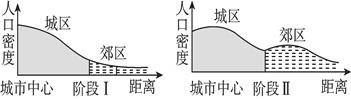 人口密度
城区
郊区
城市中心 阶段Ⅰ 距离
人口密度
城区
郊区
城市中心 阶段Ⅱ 距离